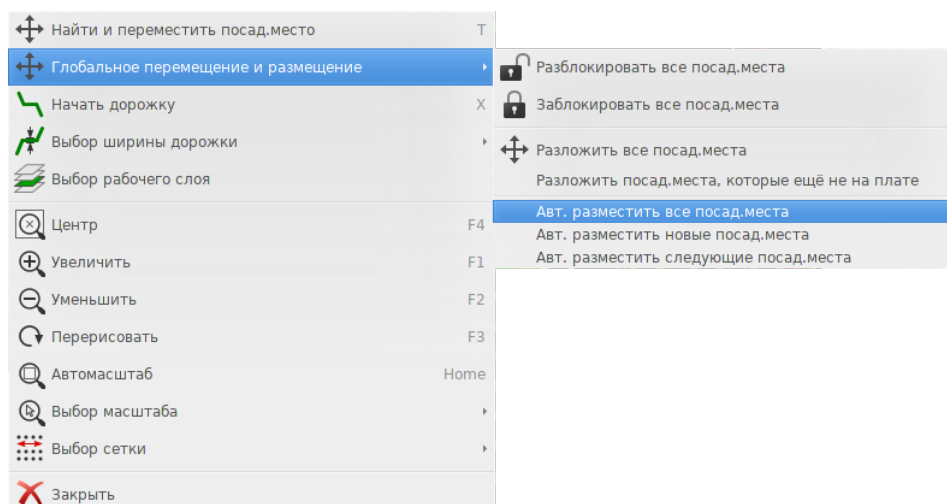 Найти и переместить посад.место T
Глобальное перемещение и размещение
Начать дорожку X
Выбор ширины дорожки
Выбор рабочего слоя
Центр F4
Увеличить F1
Уменьшить F2
Перерисовать F3
Автомасштаб Home
Выбор масштаба
Выбор сетки
Закрыть
Разблокировать все посад.места
Заблокировать все посад.места
Разложить все посад.места
Разложить посад.места, которые ещё не на плате
Авт. разместить все посад.места
Авт. разместить новые посад.места
Авт. разместить следующие посад.места